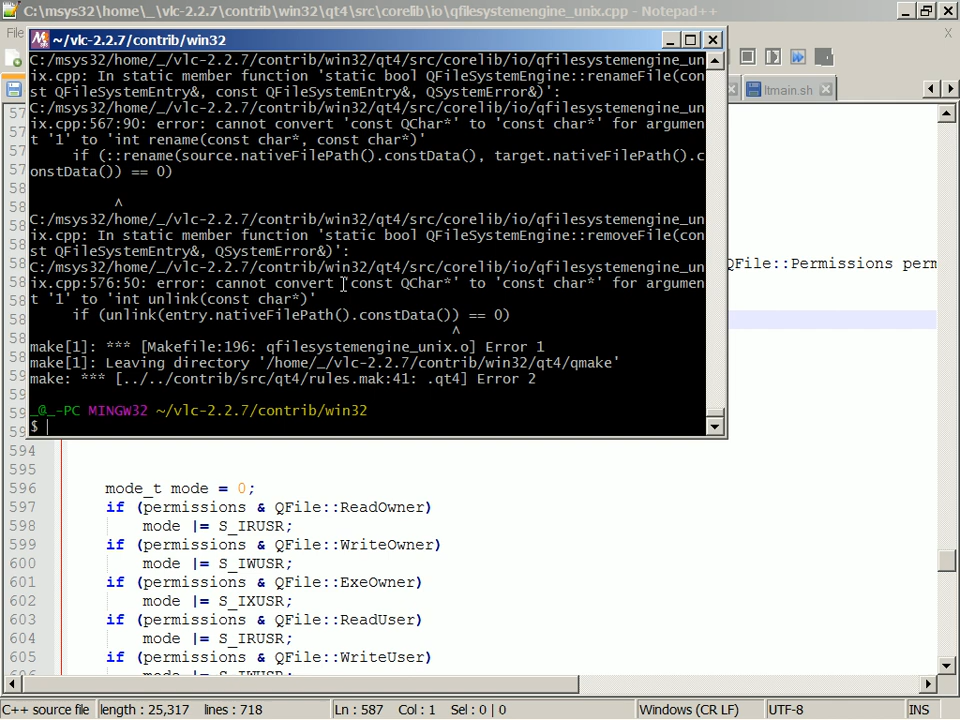 C:\msys32\home\_\vlc-2.2.7\contrib\win32\qt4\src\corelib\io\qfilesystemengine_unix.cpp - Notepad++
File
~/vlc-2.2.7/contrib/win32
ltmain.sh
C:/msys32/home/_/vlc-2.2.7/contrib/win32/qt4/src/corelib/io/qfilesystemengine_un
ix.cpp: In static member function 'static bool QFileSystemEngine::renameFile(con
st QFileSystemEntry&, const QFileSystemEntry&, QSystemError&)':
C:/msys32/home/_/vlc-2.2.7/contrib/win32/qt4/src/corelib/io/qfilesystemengine_un
ix.cpp:567:90: error: cannot convert 'const QChar*' to 'const char*' for argumen
t '1' to 'int rename(const char*, const char*)'
if (::rename(source.nativeFilePath().constData(), target.nativeFilePath().c
onstData()) == 0)
^
C:/msys32/home/_/vlc-2.2.7/contrib/win32/qt4/src/corelib/io/qfilesystemengine_un
ix.cpp: In static member function 'static bool QFileSystemEngine::removeFile(con
st QFileSystemEntry&, QSystemError&)':
C:/msys32/home/_/vlc-2.2.7/contrib/win32/qt4/src/corelib/io/qfilesystemengine_un
ix.cpp:576:50: error: cannot convert 'const QChar*' to 'const char*' for argumen
t '1' to 'int unlink(const char*)'
if (unlink(entry.nativeFilePath().constData()) == 0)
^
make[1]: *** [Makefile:196: qfilesystemengine_unix.o] Error 1
make[1]: Leaving directory '/home/_/vlc-2.2.7/contrib/win32/qt4/qmake'
make: *** [../../contrib/src/qt4/rules.mak:41: .qt4] Error 2
_@_-PC MINGW32 ~/vlc-2.2.7/contrib/win32
$
QFile::Permissions perm
594
595
596 mode_t mode = 0;
597 if (permissions & QFile::ReadOwner)
598 mode |= S_IRUSR;
599 if (permissions & QFile::WriteOwner)
600 mode |= S_IWUSR;
601 if (permissions & QFile::ExeOwner)
602 mode |= S_IXUSR;
603 if (permissions & QFile::ReadUser)
604 mode |= S_IRUSR;
605 if (permissions & QFile::WriteUser)
mode |= S_IWUSR;
C++ source file length : 25,317 lines : 718 Ln : 587 Col : 1 Sel : 0 | 0 Windows (CR LF) UTF-8 INS